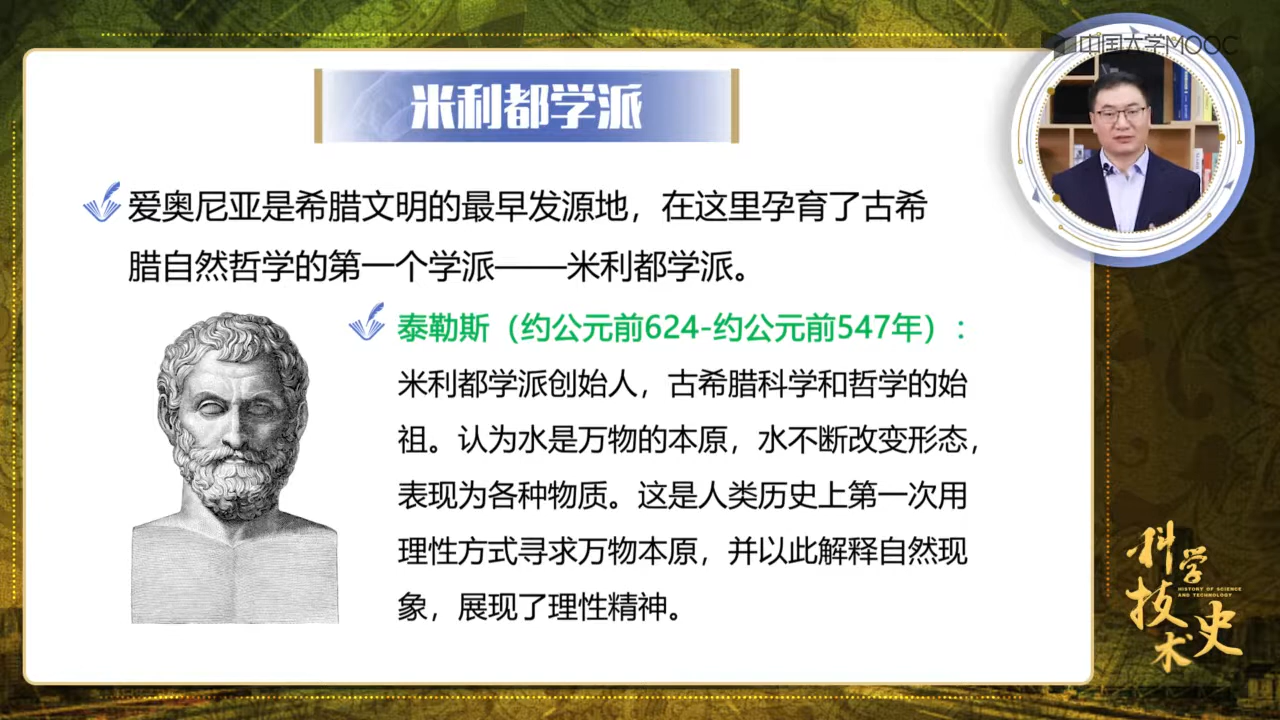 中国大学MOOC
米利都学派
爱奥尼亚是希腊文明的最早发源地，在这里孕育了古希
腊自然哲学的第一个学派——米利都学派。
泰勒斯（约公元前624-约公元前547年）：
米利都学派创始人，古希腊科学和哲学的始
祖。认为水是万物的本原，水不断改变形态，
表现为各种物质。这是人类历史上第一次用
理性方式寻求万物本原，并以此解释自然现
象，展现了理性精神。
科学
技术史
HISTORY OF SCIENCE
AND TECHNOLOGY